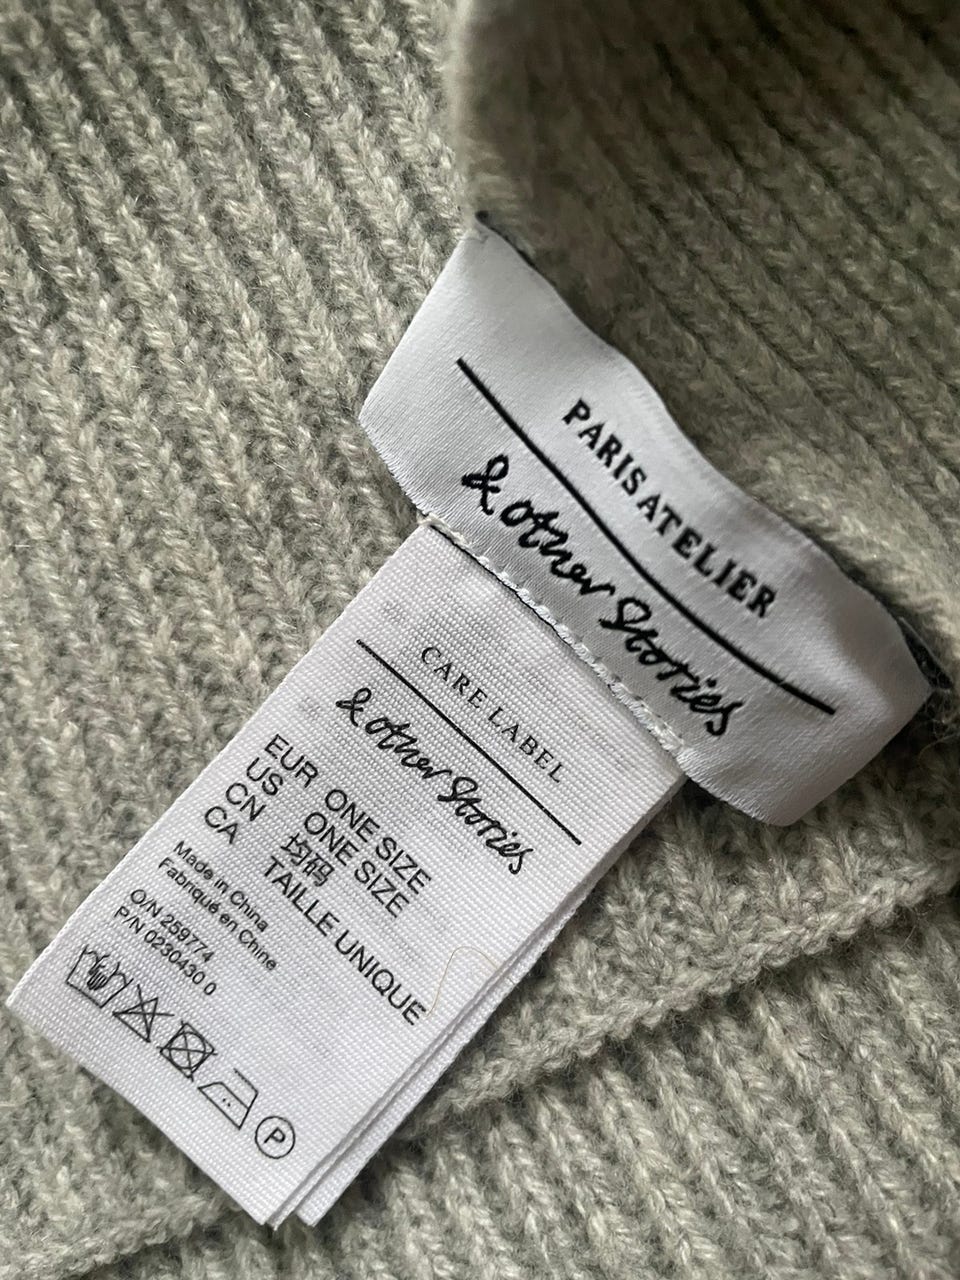 PARIS ATELIER
& other Stories
CARE LABEL
& other Stories
EUR ONE SIZE
US ONE SIZE
CN 均码
CA TAILLE UNIQUE
Made in China
Fabriqué en Chine
O/N 259774
P/N 0230430 0
P